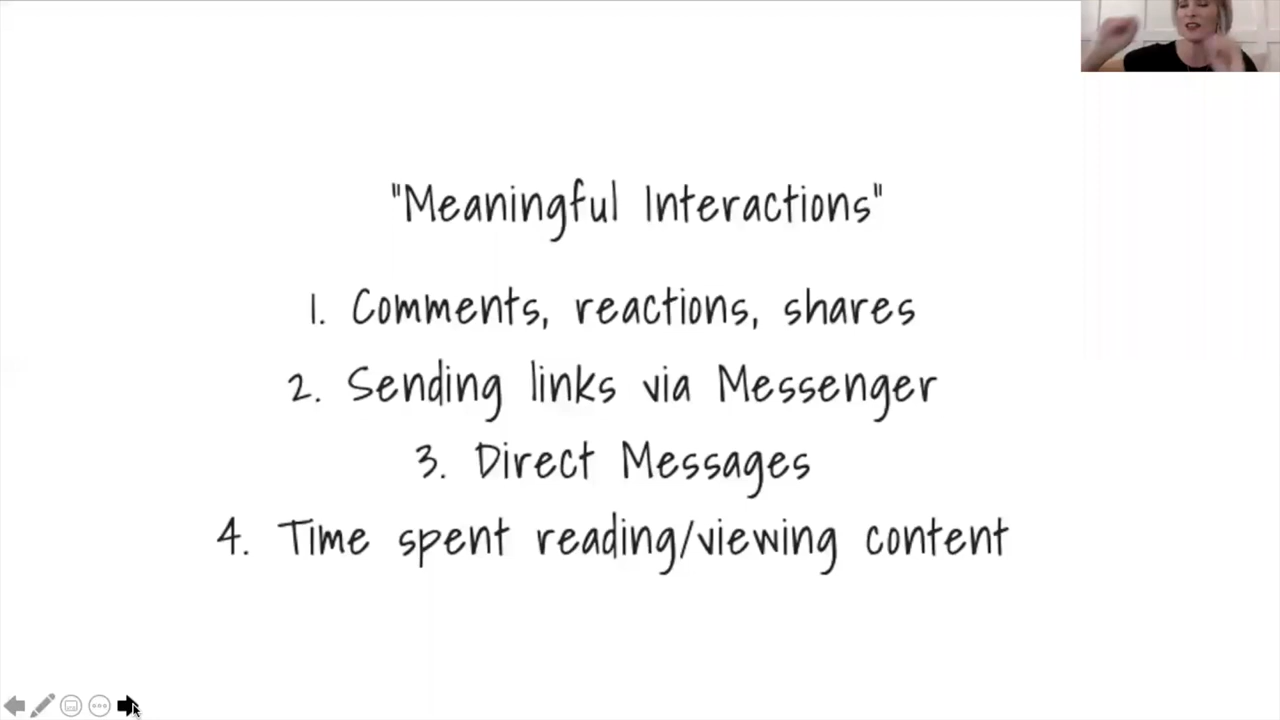 "Meaningful Interactions"
1. Comments, reactions, shares
2. Sending links via Messenger
3. Direct Messages
4. Time spent reading/viewing content